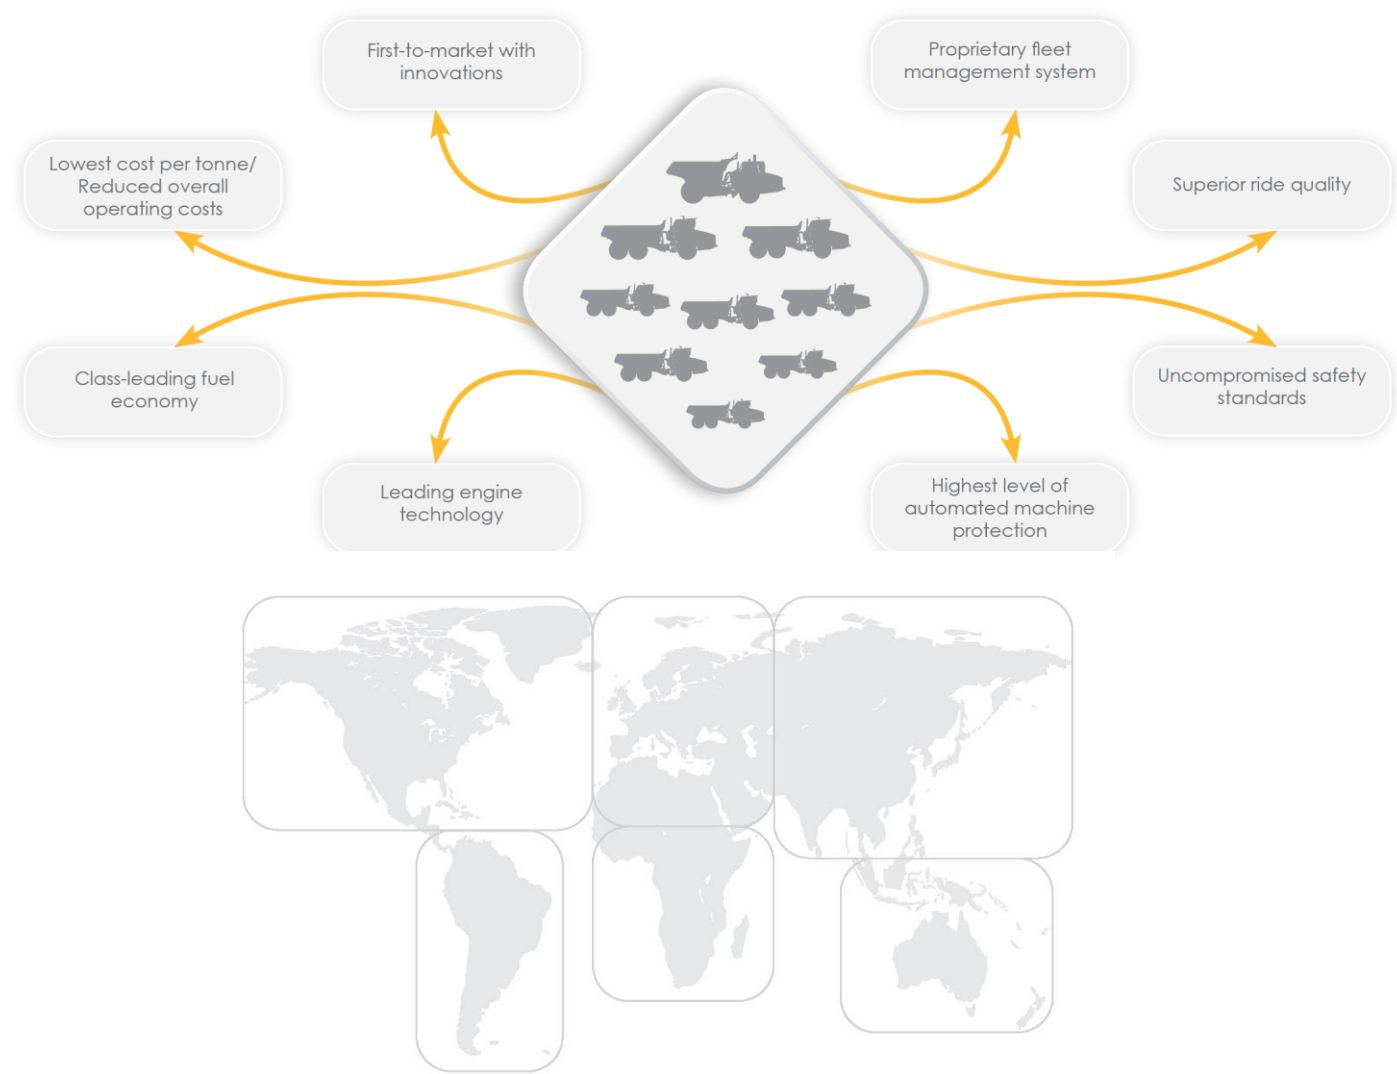 First-to-market with
innovations
Proprietary fleet
management system
Lowest cost per tonne/
Reduced overall
operating costs
Superior ride quality
Class-leading fuel
economy
Uncompromised safety
standards
Leading engine
technology
Highest level of
automated machine
protection